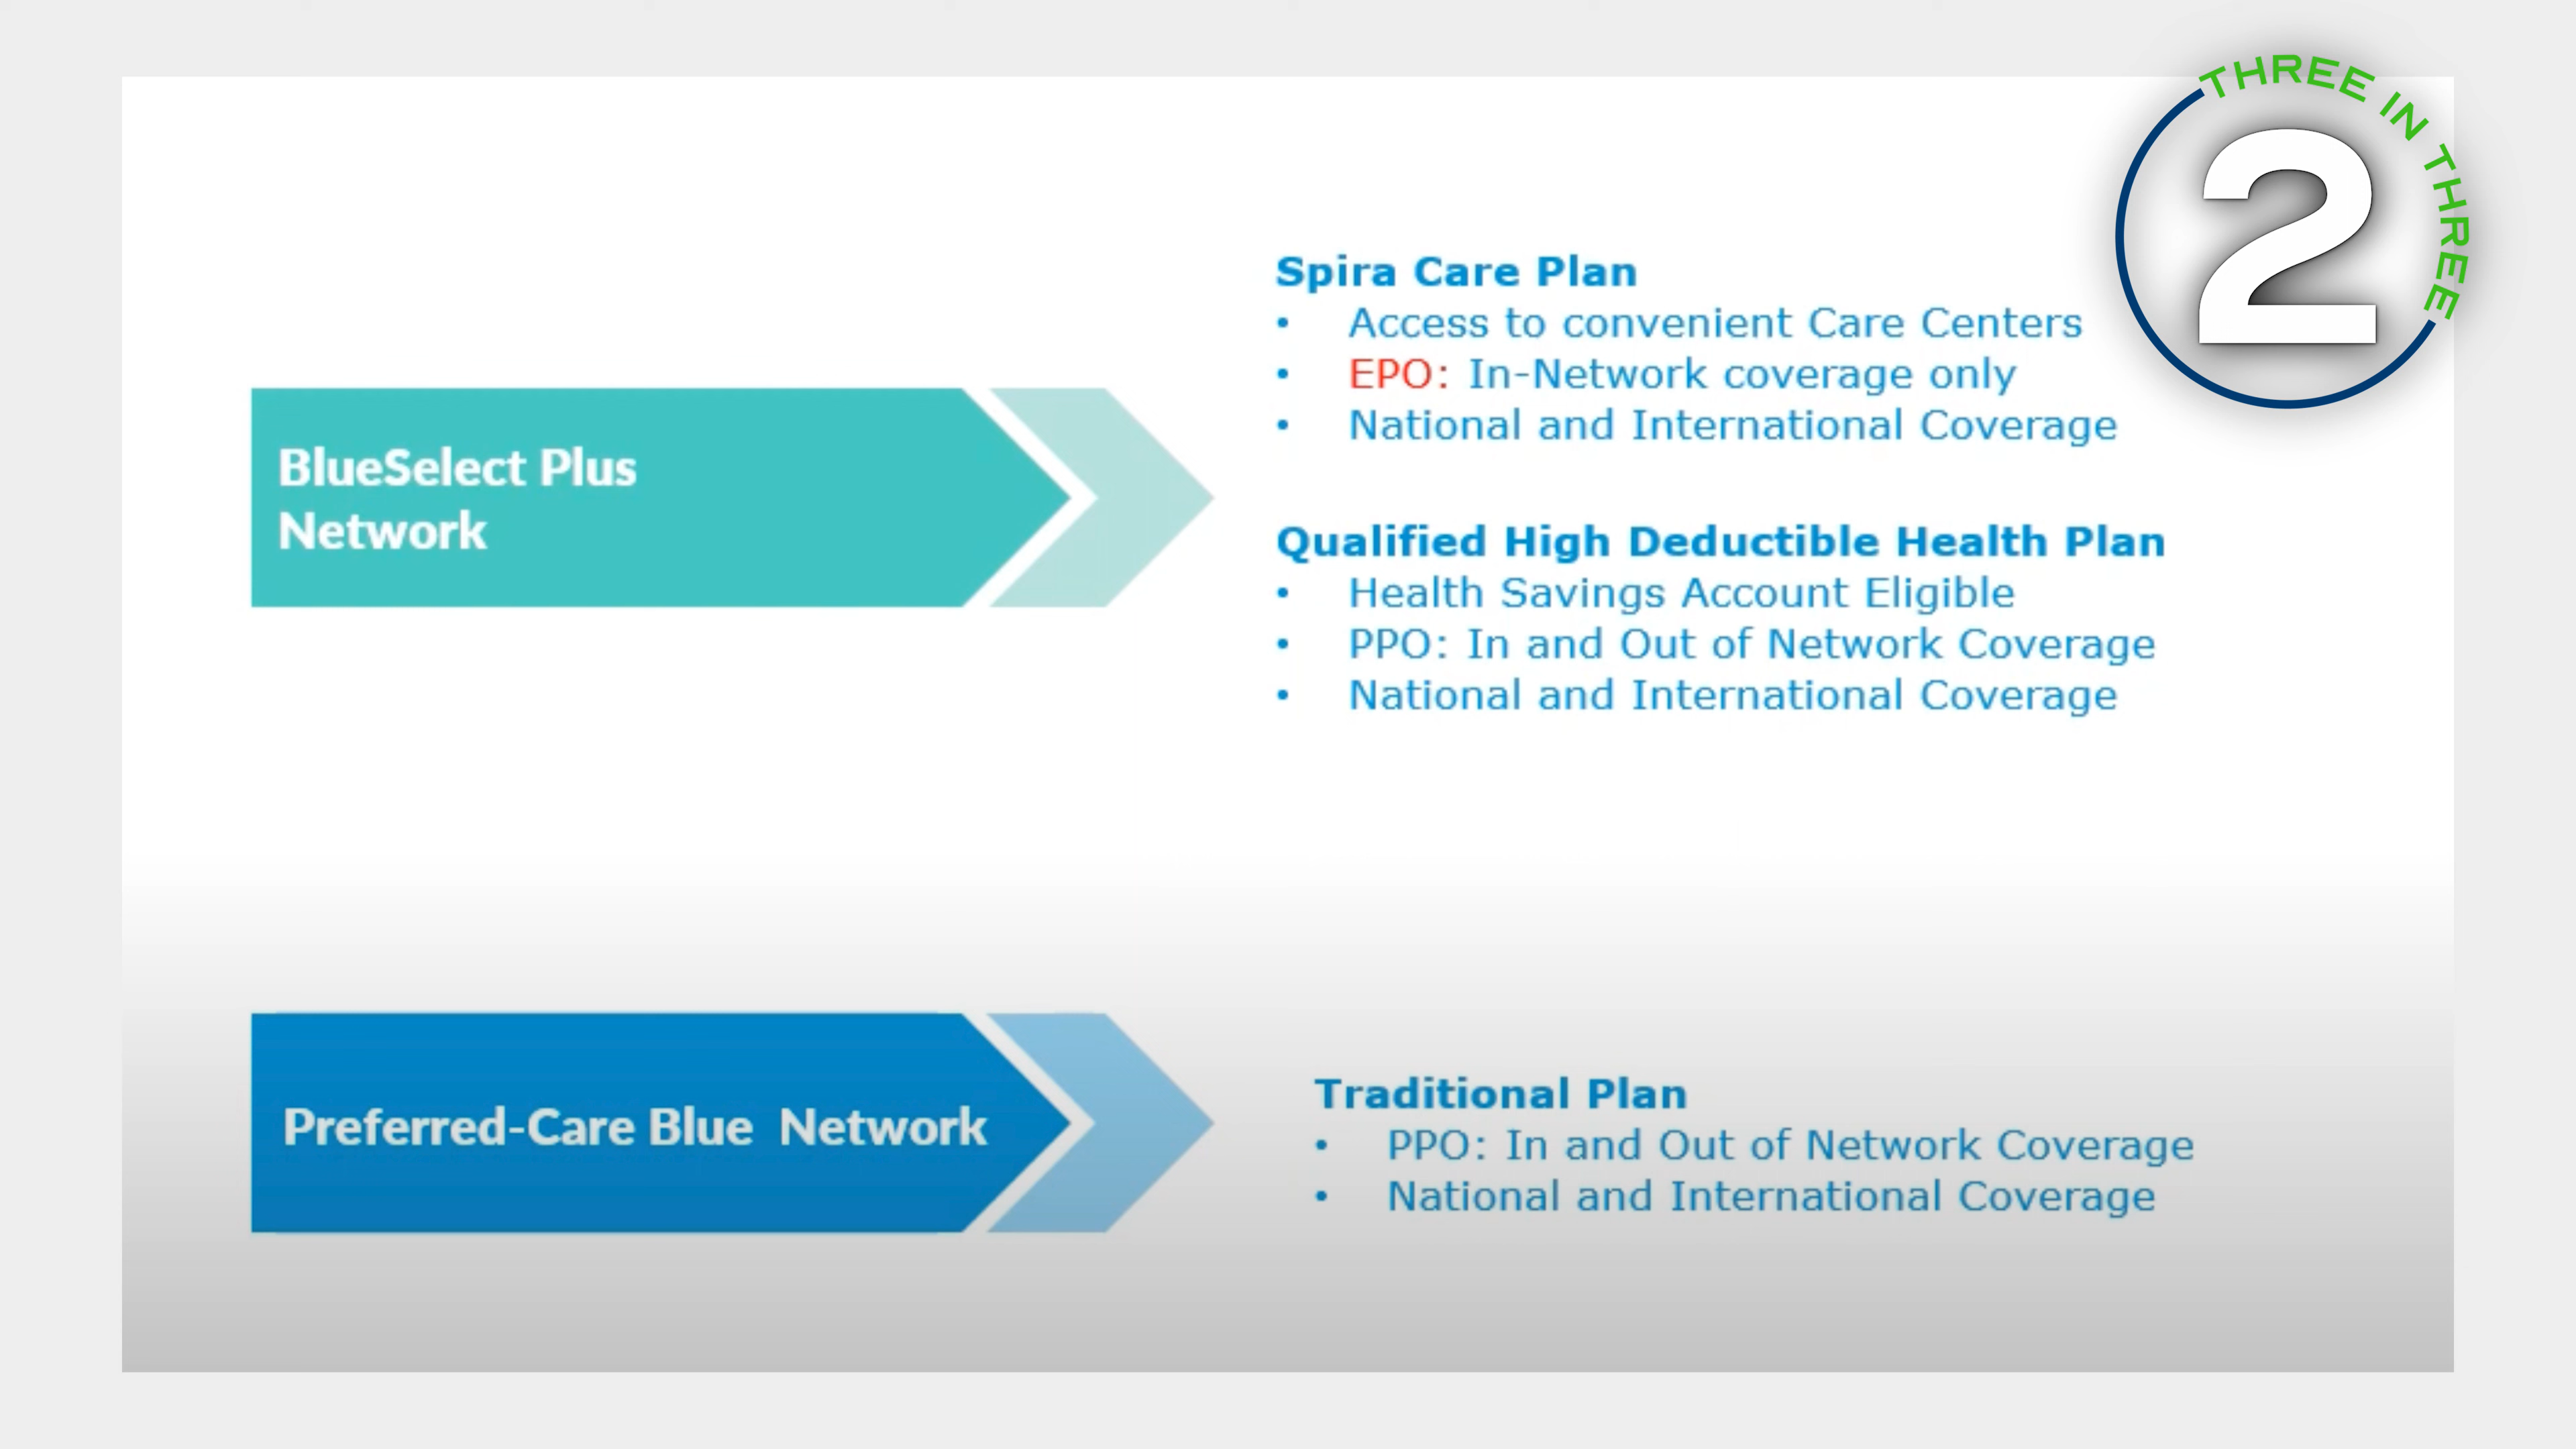 THREE IN THREE
2
BlueSelect Plus
Network
Spira Care Plan
• Access to convenient Care Centers
• EPO: In-Network coverage only
• National and International Coverage
Qualified High Deductible Health Plan
• Health Savings Account Eligible
• PPO: In and Out of Network Coverage
• National and International Coverage
Preferred-Care Blue Network
Traditional Plan
• PPO: In and Out of Network Coverage
• National and International Coverage